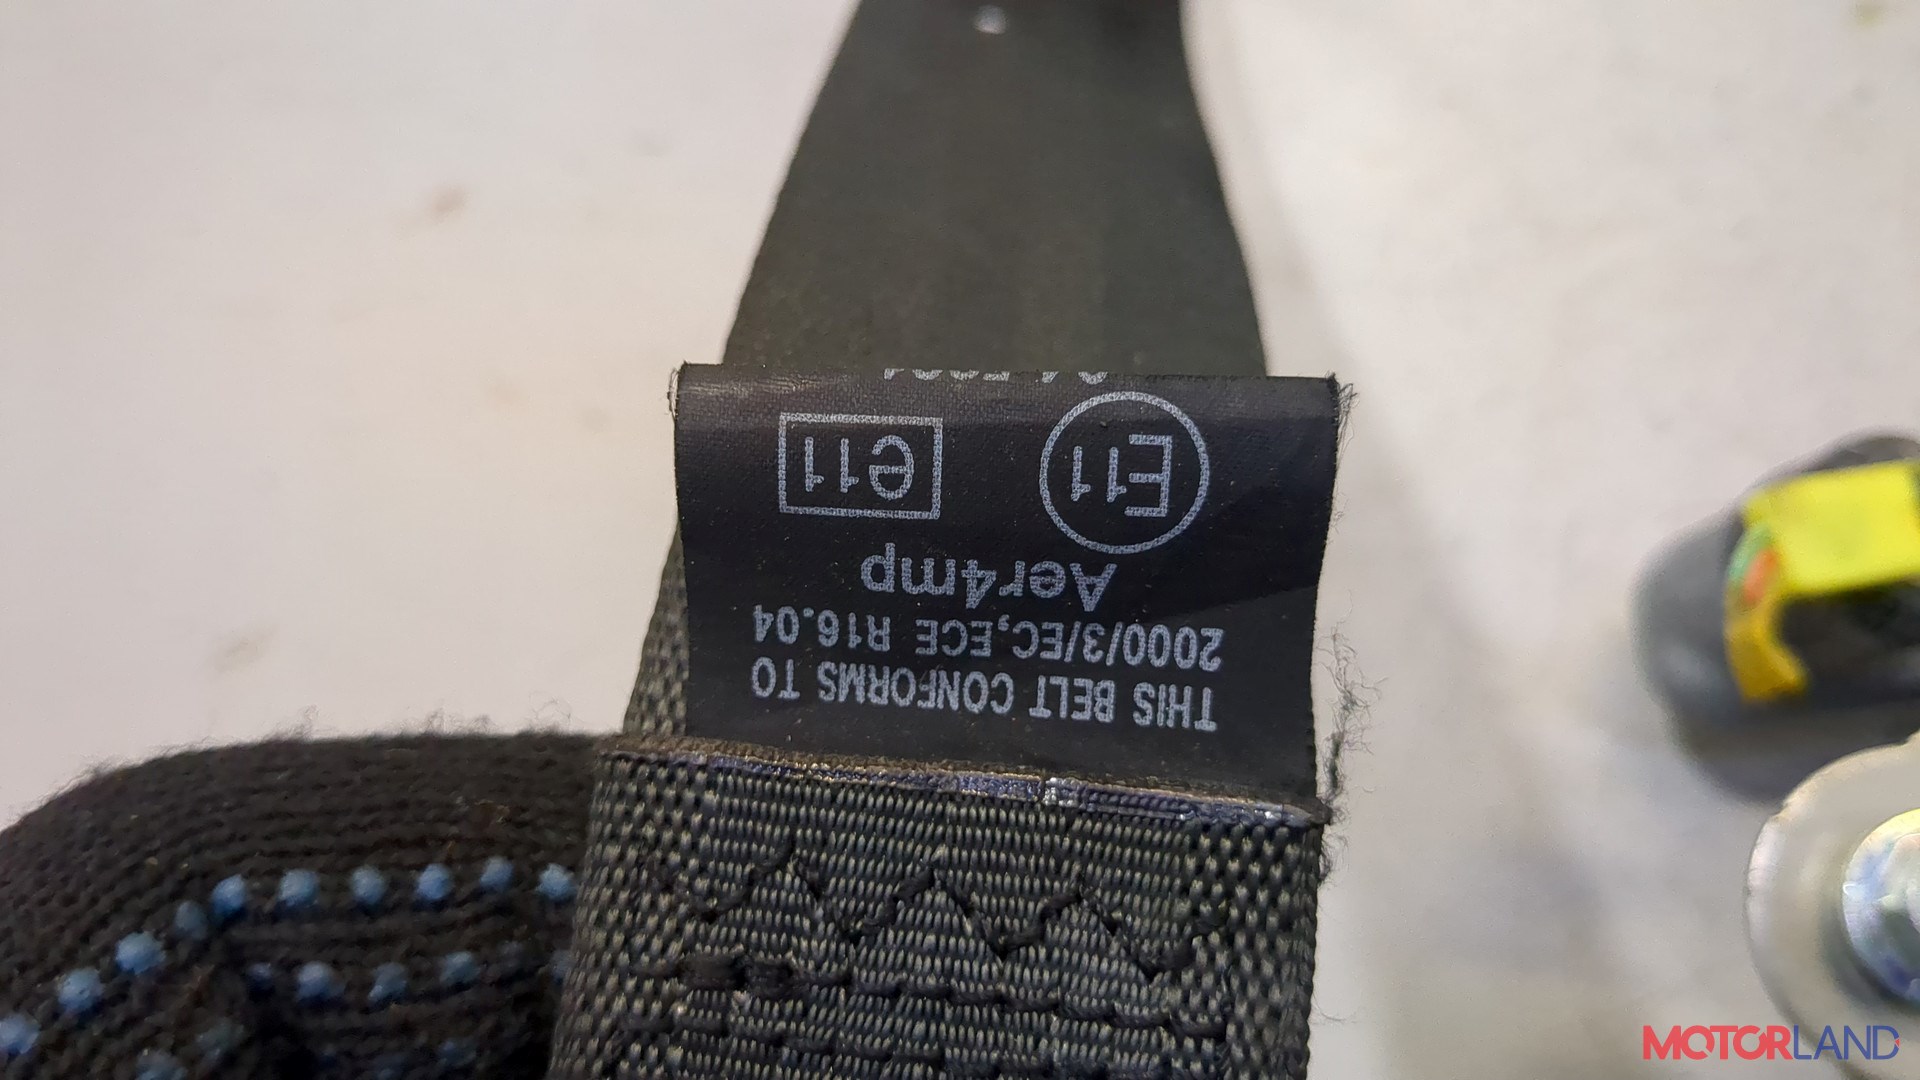 THIS BELT CONFORMS TO
2000/3/EC,ECE R16.04
Aer4mp
E11 e11
MOTORLAND